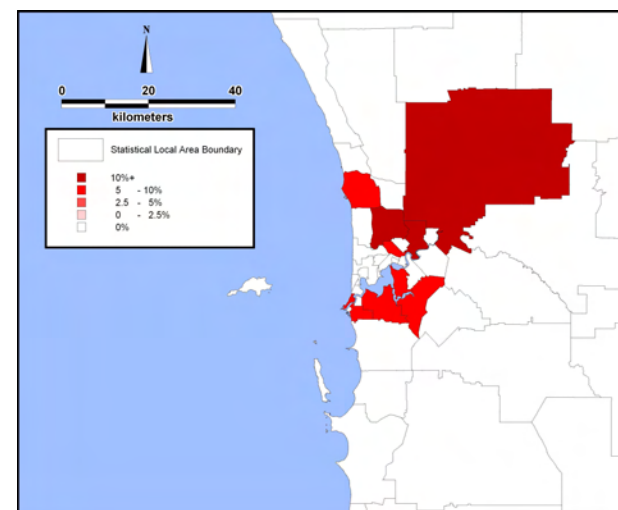 N
0 20 40
kilometers
Statistical Local Area Boundary
10%+
5 - 10%
2.5 - 5%
0 - 2.5%
0%